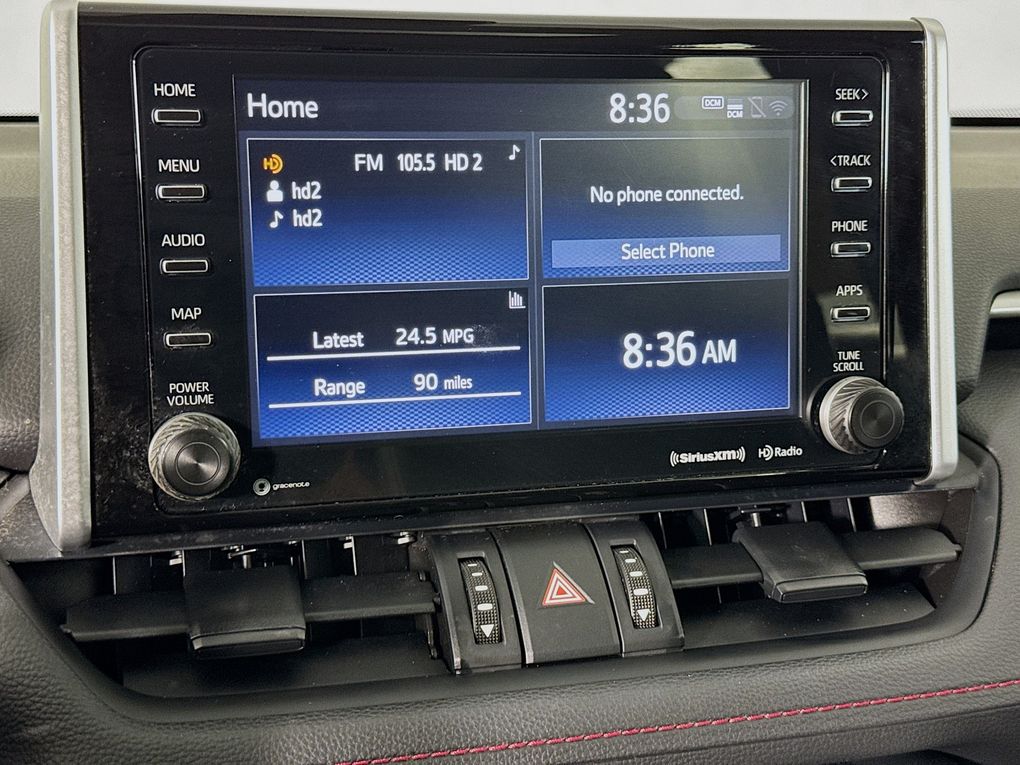 HOME
MENU
AUDIO
MAP
POWER
VOLUME
Home
8:36
DCM
DCM
HD
FM 105.5 HD 2
hd2
hd2
No phone connected.
Select Phone
Latest 24.5 MPG
Range 90 miles
8:36 AM
SEEK>
<TRACK
PHONE
APPS
TUNE
SCROLL
gracenote
((SiriusXM))
HD Radio